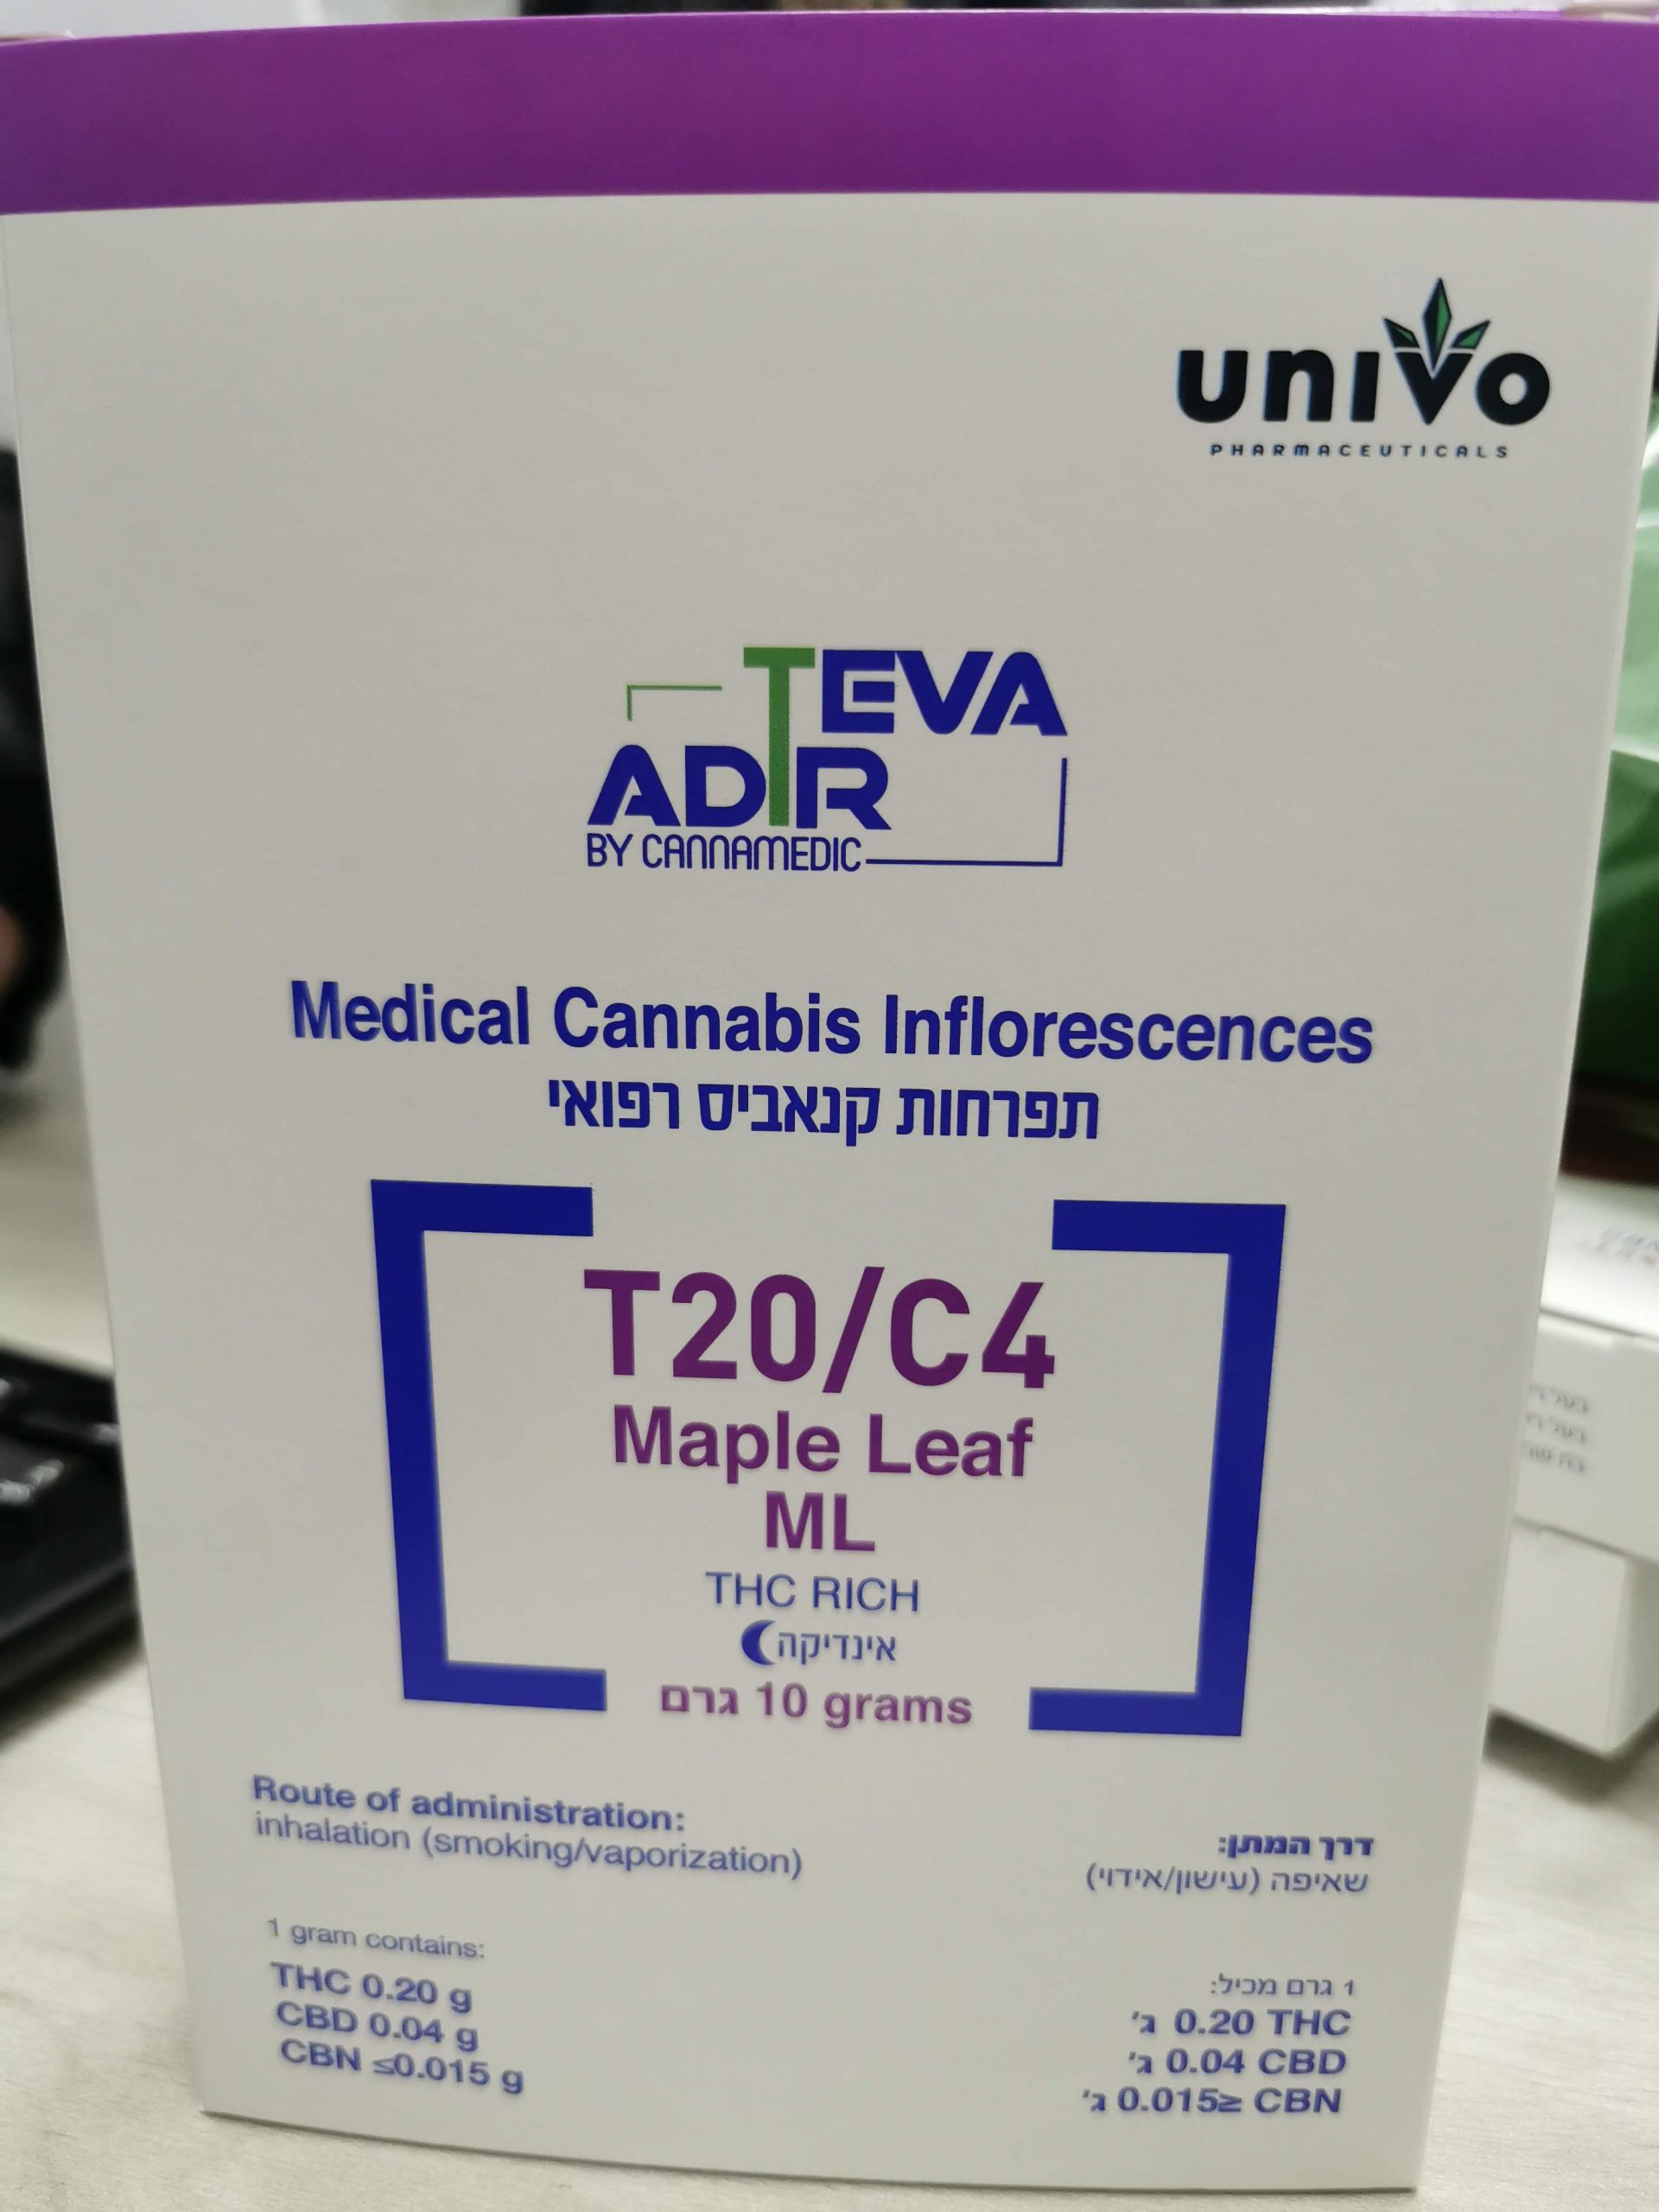 unıvo
PHARMACEUTICALS
TEVA
ADIR
BY CANNAMEDIC
Medical Cannabis Inflorescences
תפרחות קנאביס רפואי
T20/C4
Maple Leaf
ML
THC RICH
אינדיקה
10 grams גרם
Route of administration:
inhalation (smoking/vaporization)
דרך המתן:
שאיפה (עישון/אידוי)
1 gram contains:
THC 0.20 g
CBD 0.04 g
CBN ≤0.015 g
1 גרם מכיל:
THC 0.20 ג׳
CBD 0.04 ג׳
CBN ≤0.015 ג׳